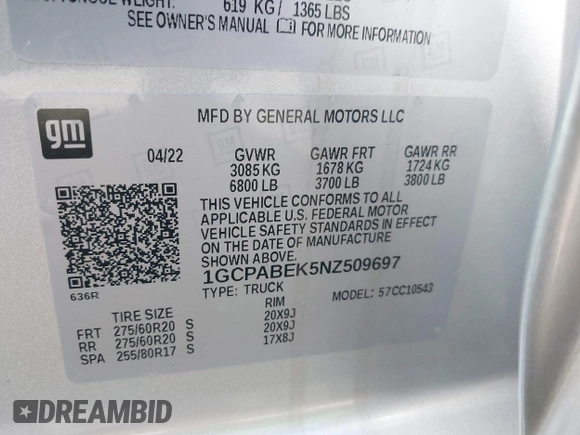 TONGUE WEIGHT: 619 KG/ 1365 LBS
SEE OWNER'S MANUAL FOR MORE INFORMATION
gm
MFD BY GENERAL MOTORS LLC
04/22 GVWR GAWR FRT GAWR RR
3085 KG 1678 KG 1724 KG
6800 LB 3700 LB 3800 LB
THIS VEHICLE CONFORMS TO ALL
APPLICABLE U.S. FEDERAL MOTOR
VEHICLE SAFETY STANDARDS IN EFFECT
ON THE DATE OF MANUFACTURE
SHOWN ABOVE.
1GCPABEK5NZ509697
TYPE: TRUCK MODEL: 57CC10543
636R
TIRE SIZE RIM
FRT 275/60R20 S 20X9J
RR 275/60R20 S 20X9J
SPA 255/80R17 S 17X8J
DREAMBID